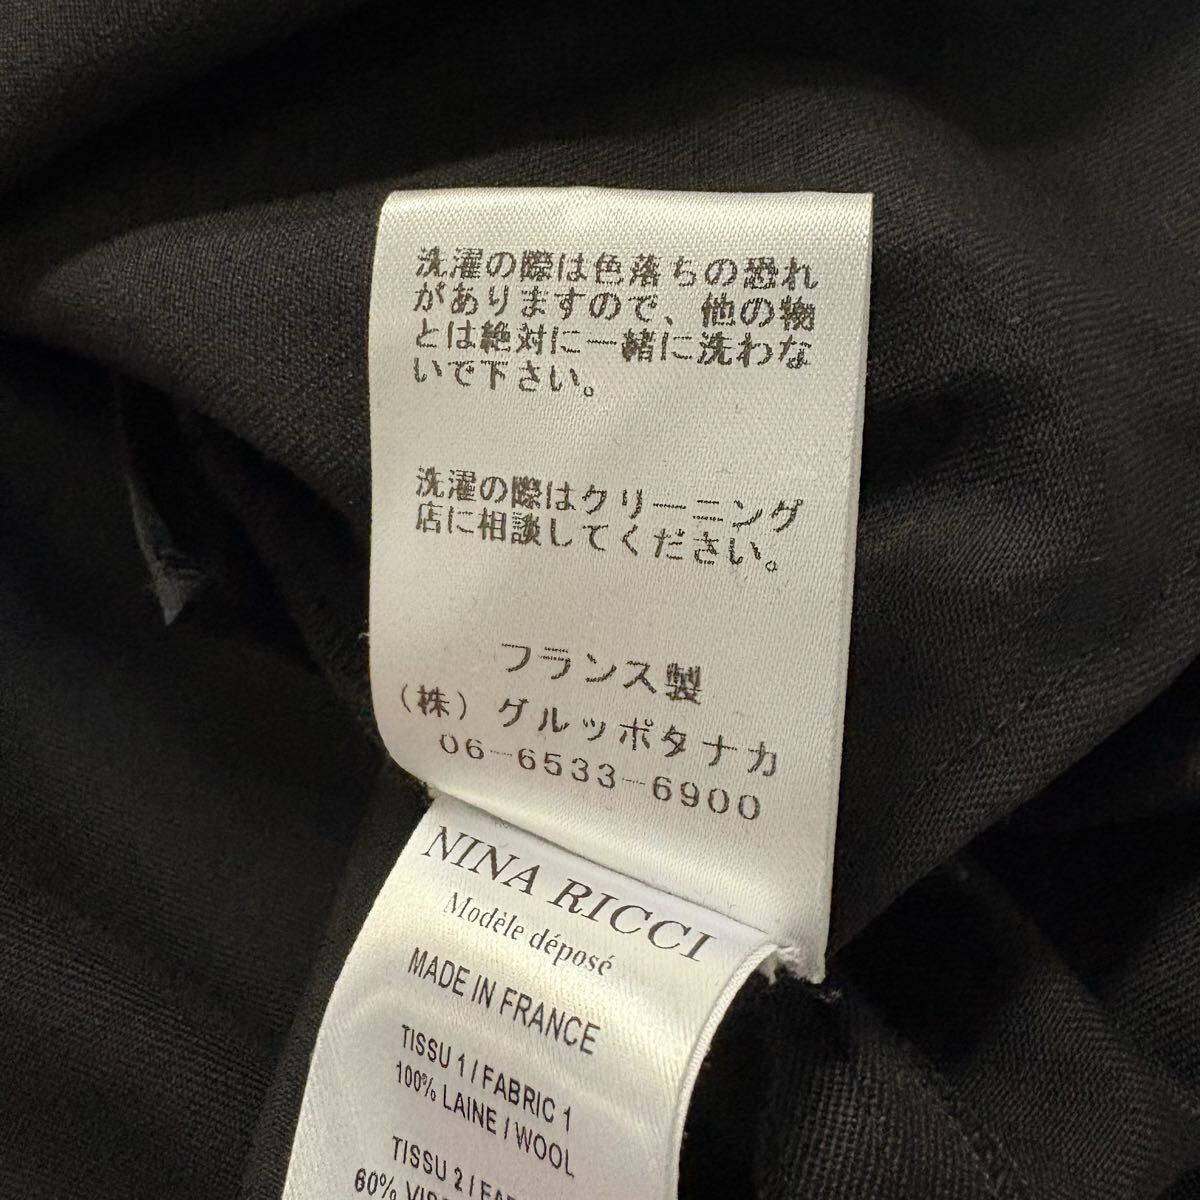 洗濯の際は色落ちの恐れ
がありますので、他の物
とは絶対に一緒に洗わな
いで下さい。
洗濯の際はクリーニング
店に相談してください。
フランス製
（株）グルッポタナカ
06-6533-6900
NINA RICCI
Modèle déposé
MADE IN FRANCE
TISSU 1 / FABRIC 1
100% LAINE / WOOL
TISSU 2 /
60%